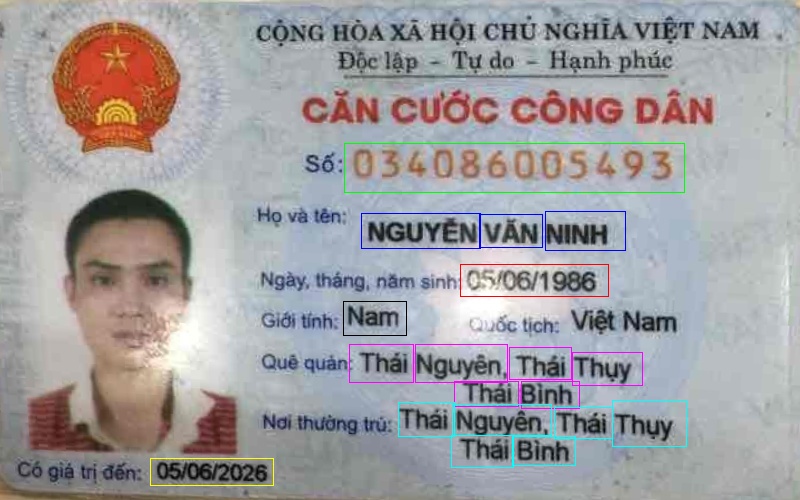 CỘNG HÒA XÃ HỘI CHỦ NGHĨA VIỆT NAM
Độc lập - Tự do - Hạnh phúc
CĂN CƯỚC CÔNG DÂN
Số: 034086005493
Họ và tên: NGUYỄN VĂN NINH
Ngày, tháng, năm sinh: 05/06/1986
Giới tính: Nam Quốc tịch: Việt Nam
Quê quán: Thái Nguyên, Thái Thụy
Thái Bình
Nơi thường trú: Thái Nguyên, Thái Thụy
Thái Bình
Có giá trị đến: 05/06/2026